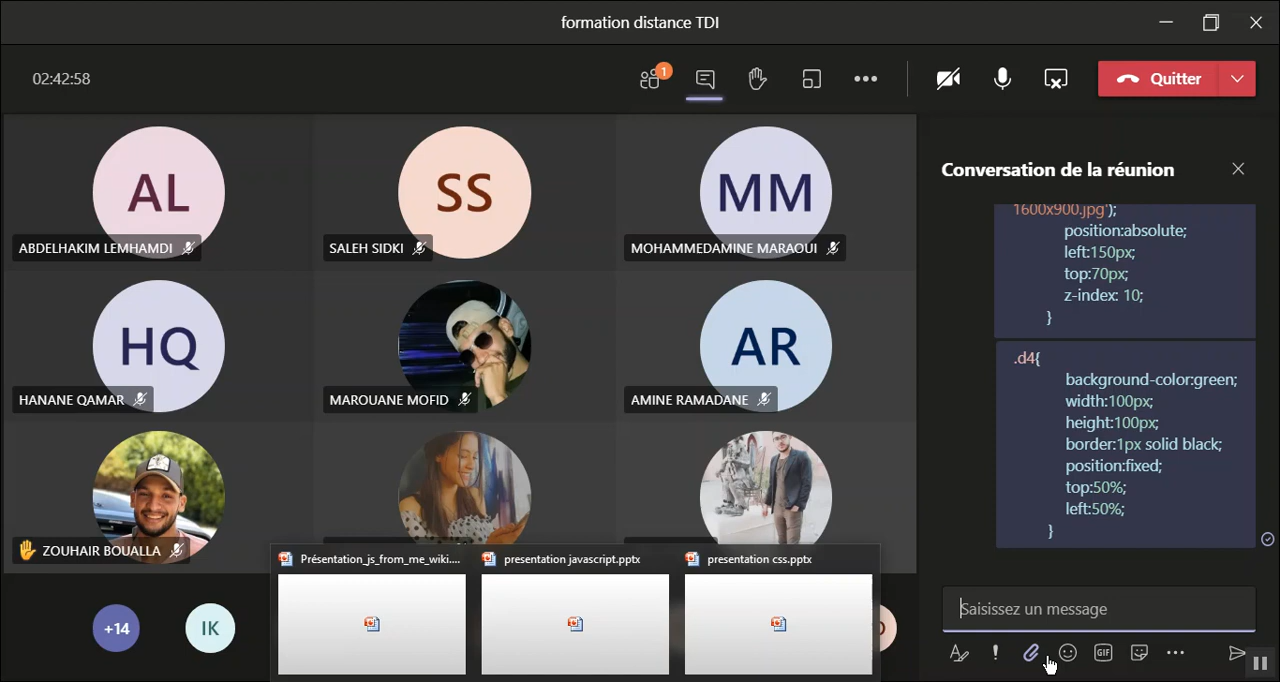 formation distance TDI
02:42:58
1
Quitter
AL
ABDELHAKIM LEMHAMDI
SS
SALEH SIDKI
MM
MOHAMMEDAMINE MARAOUI
HQ
HANANE QAMAR
MAROUANE MOFID
AR
AMINE RAMADANE
ZOUHAIR BOUALLA
+14
IK
Présentation_js_from_me_wiki....
presentation javascript.pptx
presentation css.pptx
Conversation de la réunion
1600x900.jpg');
position:absolute;
left:150px;
top:70px;
z-index: 10;
}
.d4{
background-color:green;
width:100px;
height:100px;
border:1px solid black;
position:fixed;
top:50%;
left:50%;
}
Saisissez un message
GIF